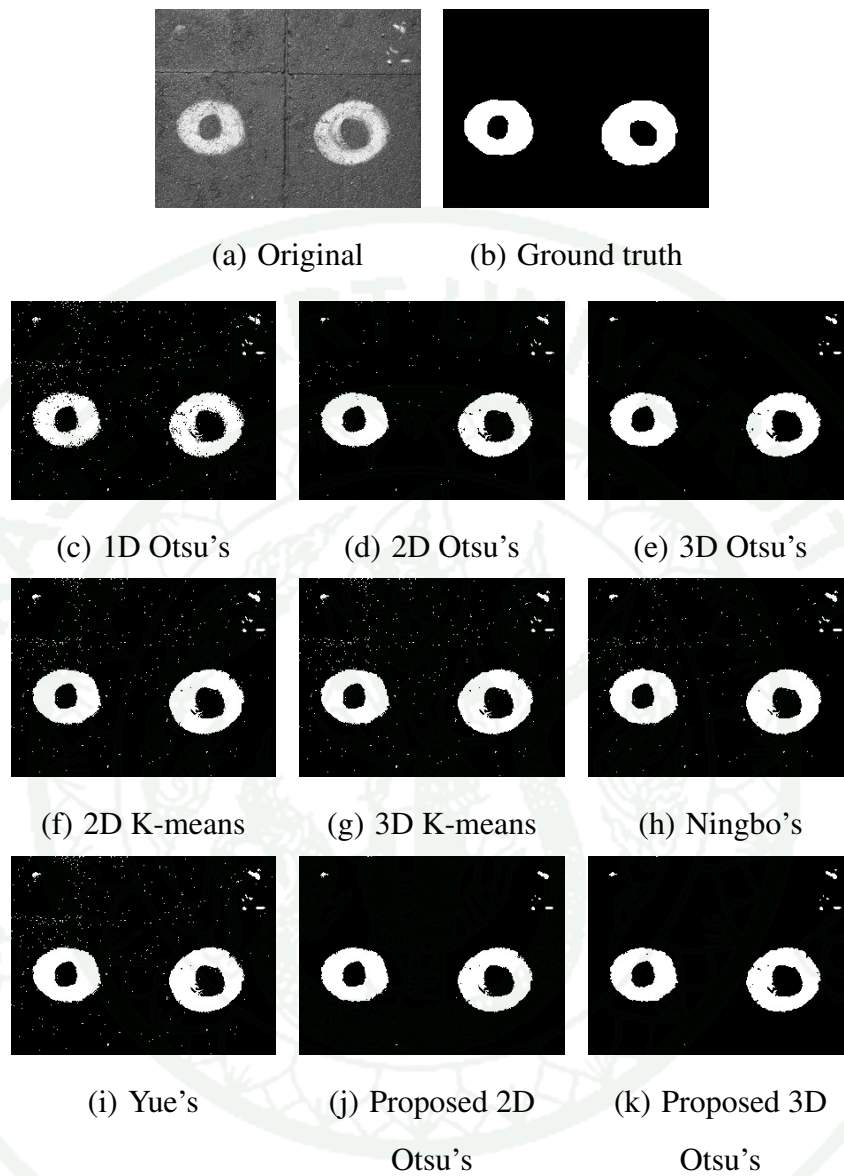 (a) Original
(b) Ground truth
(c) 1D Otsu's
(d) 2D Otsu's
(e) 3D Otsu's
(f) 2D K-means
(g) 3D K-means
(h) Ningbo's
(i) Yue's
(j) Proposed 2D
Otsu's
(k) Proposed 3D
Otsu's